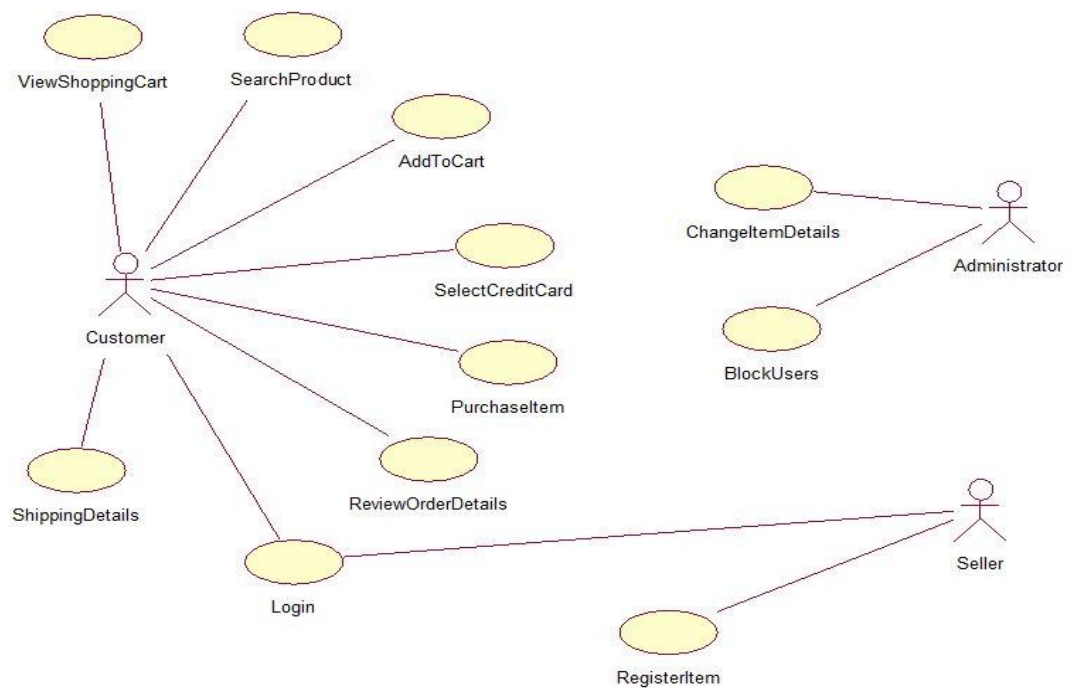 ViewShoppingCart
SearchProduct
AddToCart
ChangeItemDetails
Administrator
SelectCreditCard
Customer
BlockUsers
PurchaseItem
ReviewOrderDetails
ShippingDetails
Seller
Login
RegisterItem